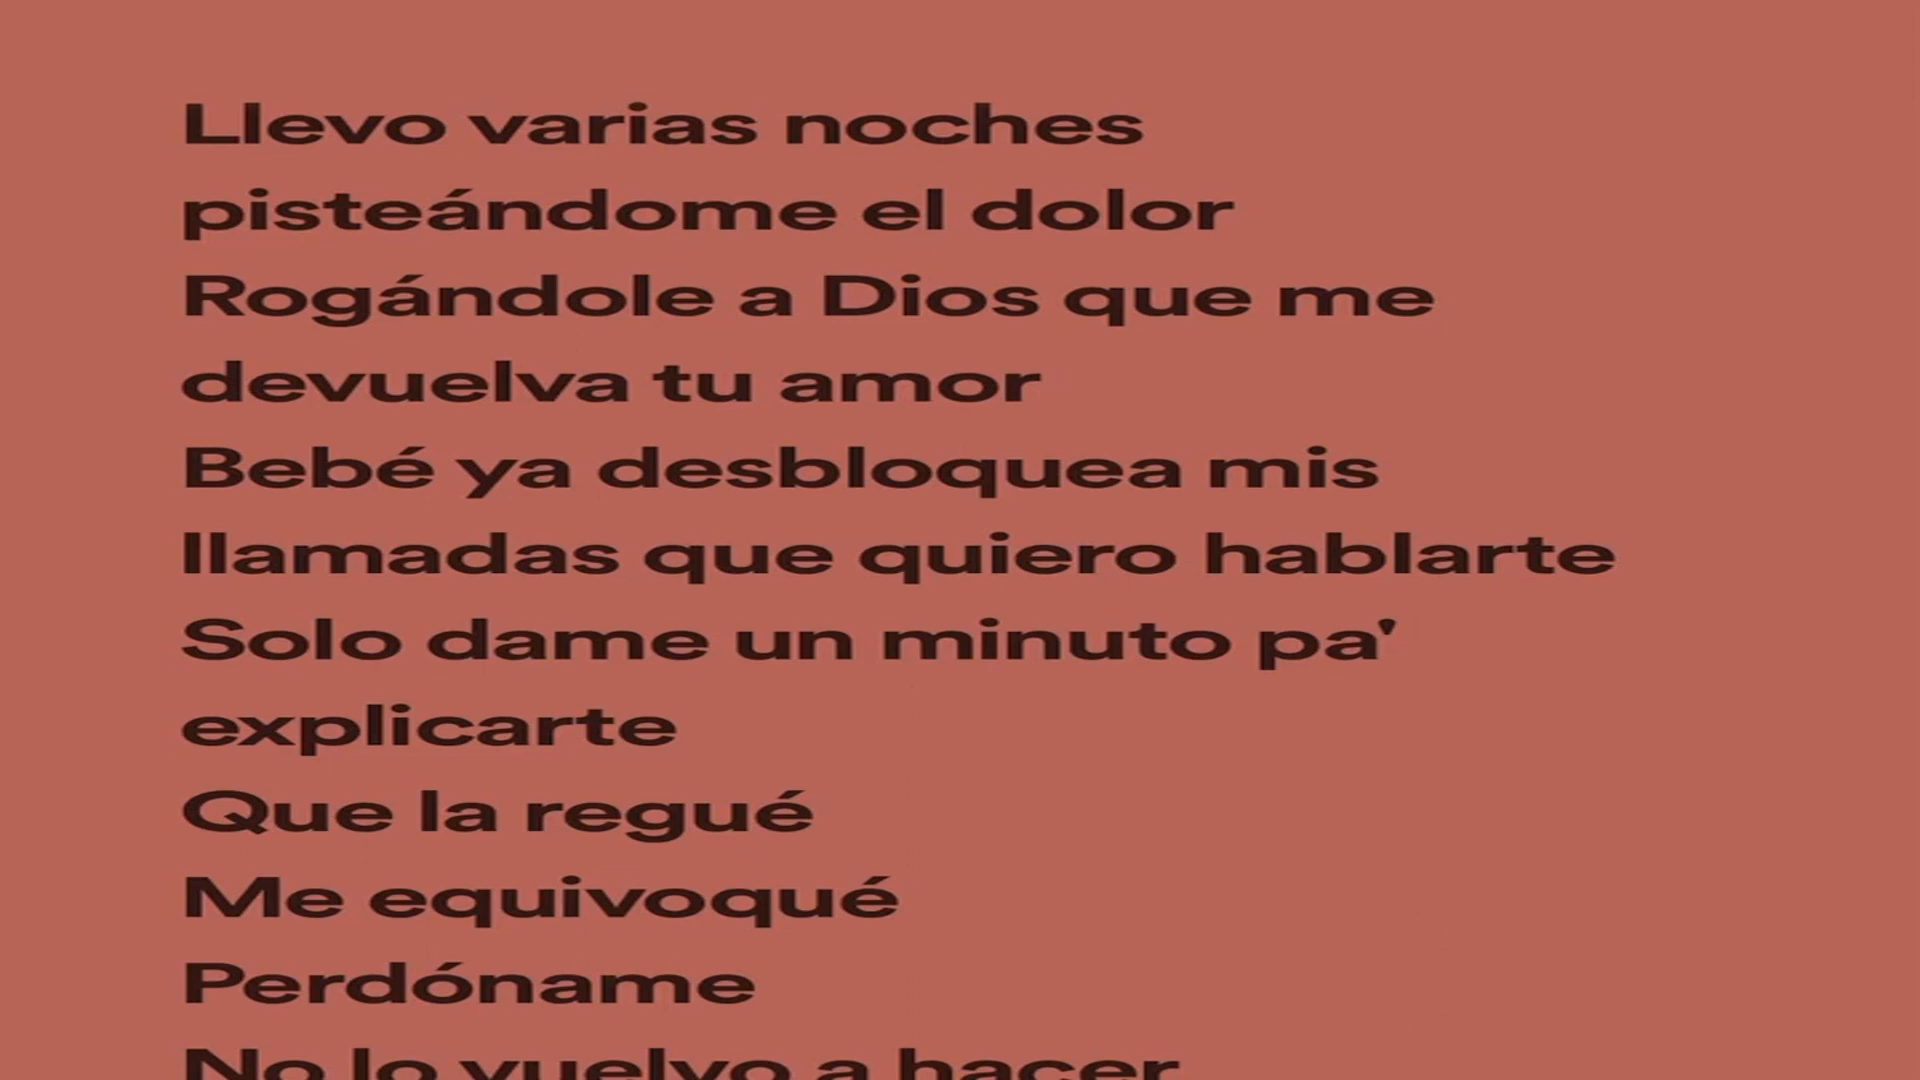 Llevo varias noches
pisteándome el dolor
Rogándole a Dios que me
devuelva tu amor
Bebé ya desbloquea mis
llamadas que quiero hablarte
Solo dame un minuto pa'
explicarte
Que la regué
Me equivoqué
Perdóname
No lo vuelvo a hacer